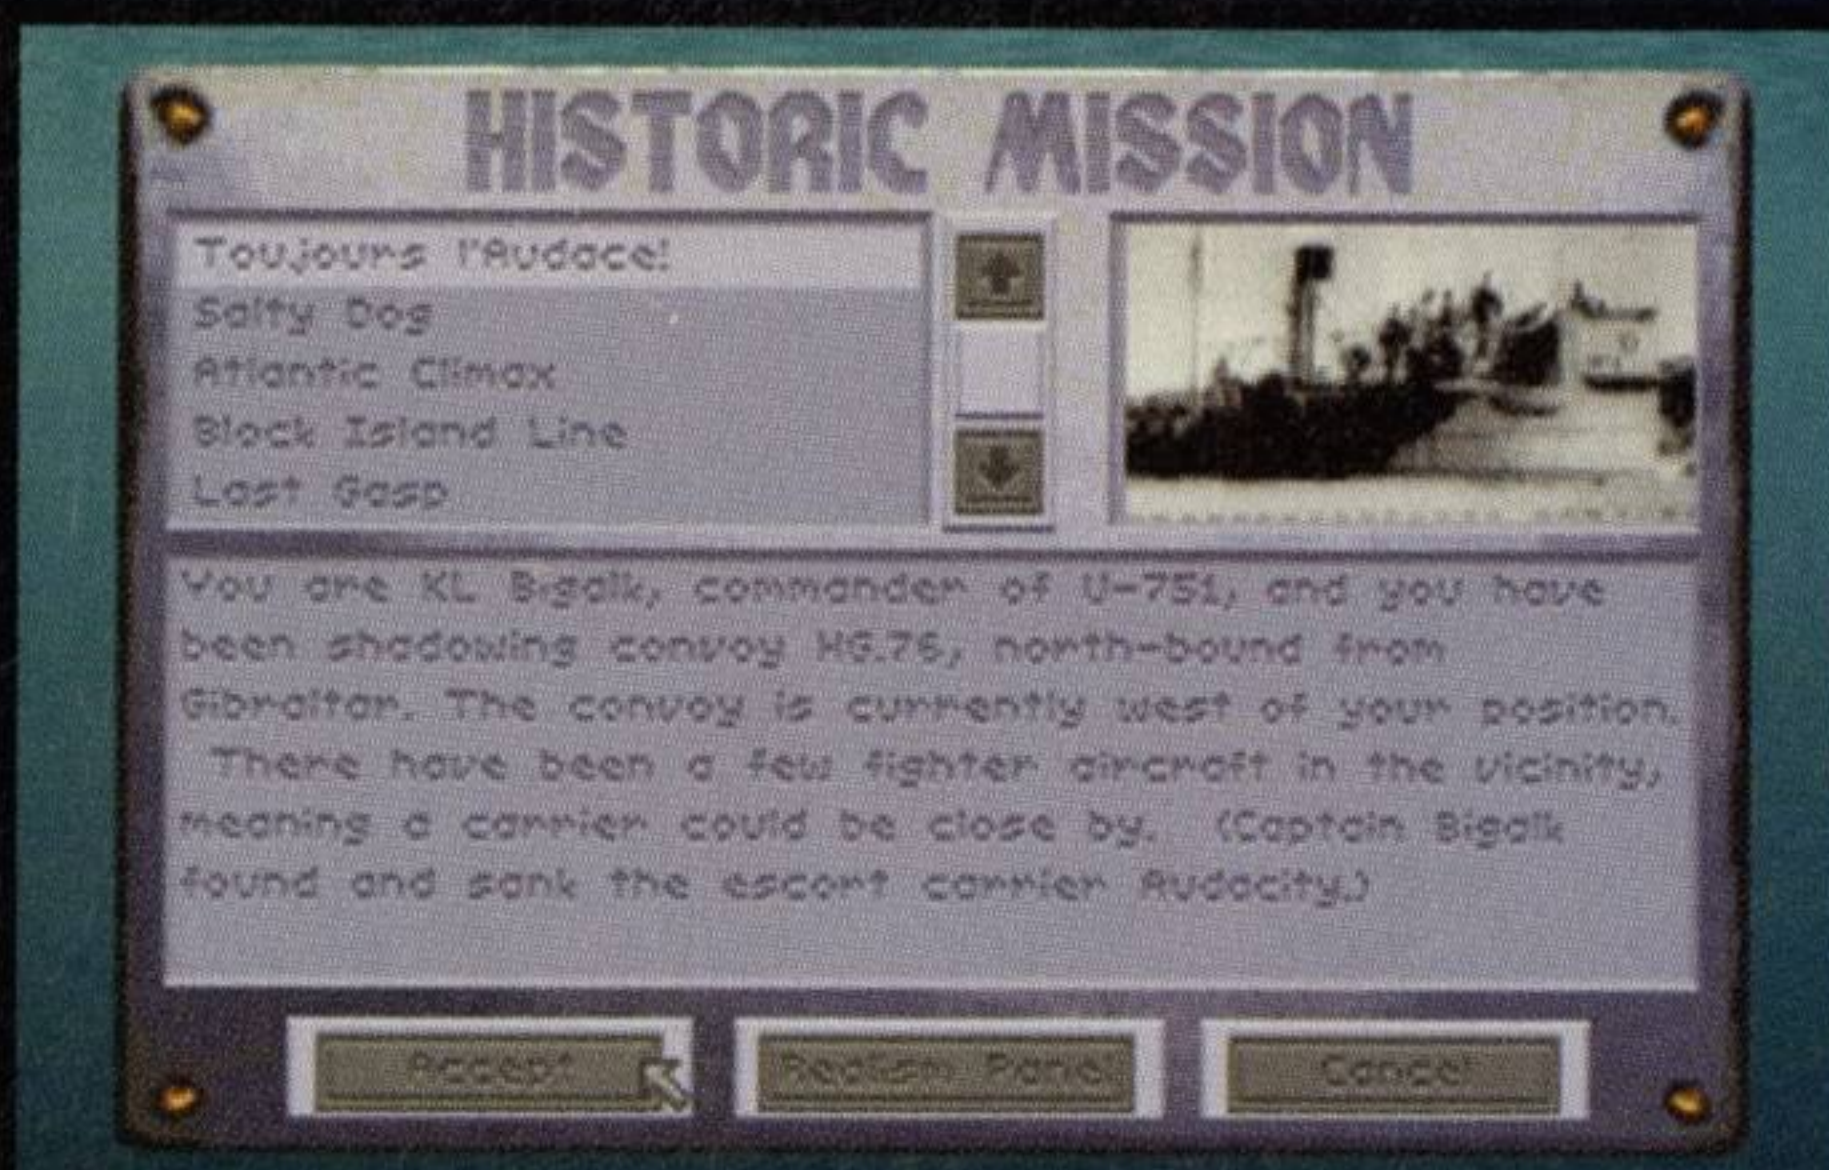 HISTORIC MISSION
Toujours l'Audace!
Salty Dog
Atlantic Climax
Block Island Line
Last Gasp
You are KL Bigalk, commander of U-751, and you have
been shadowing convoy HG.76, north-bound from
Gibraltar. The convoy is currently west of your position.
There have been a few fighter aircraft in the vicinity,
meaning a carrier could be close by. (Captain Bigalk
found and sank the escort carrier Audacity.)
Accept
Realism Panel
Cancel